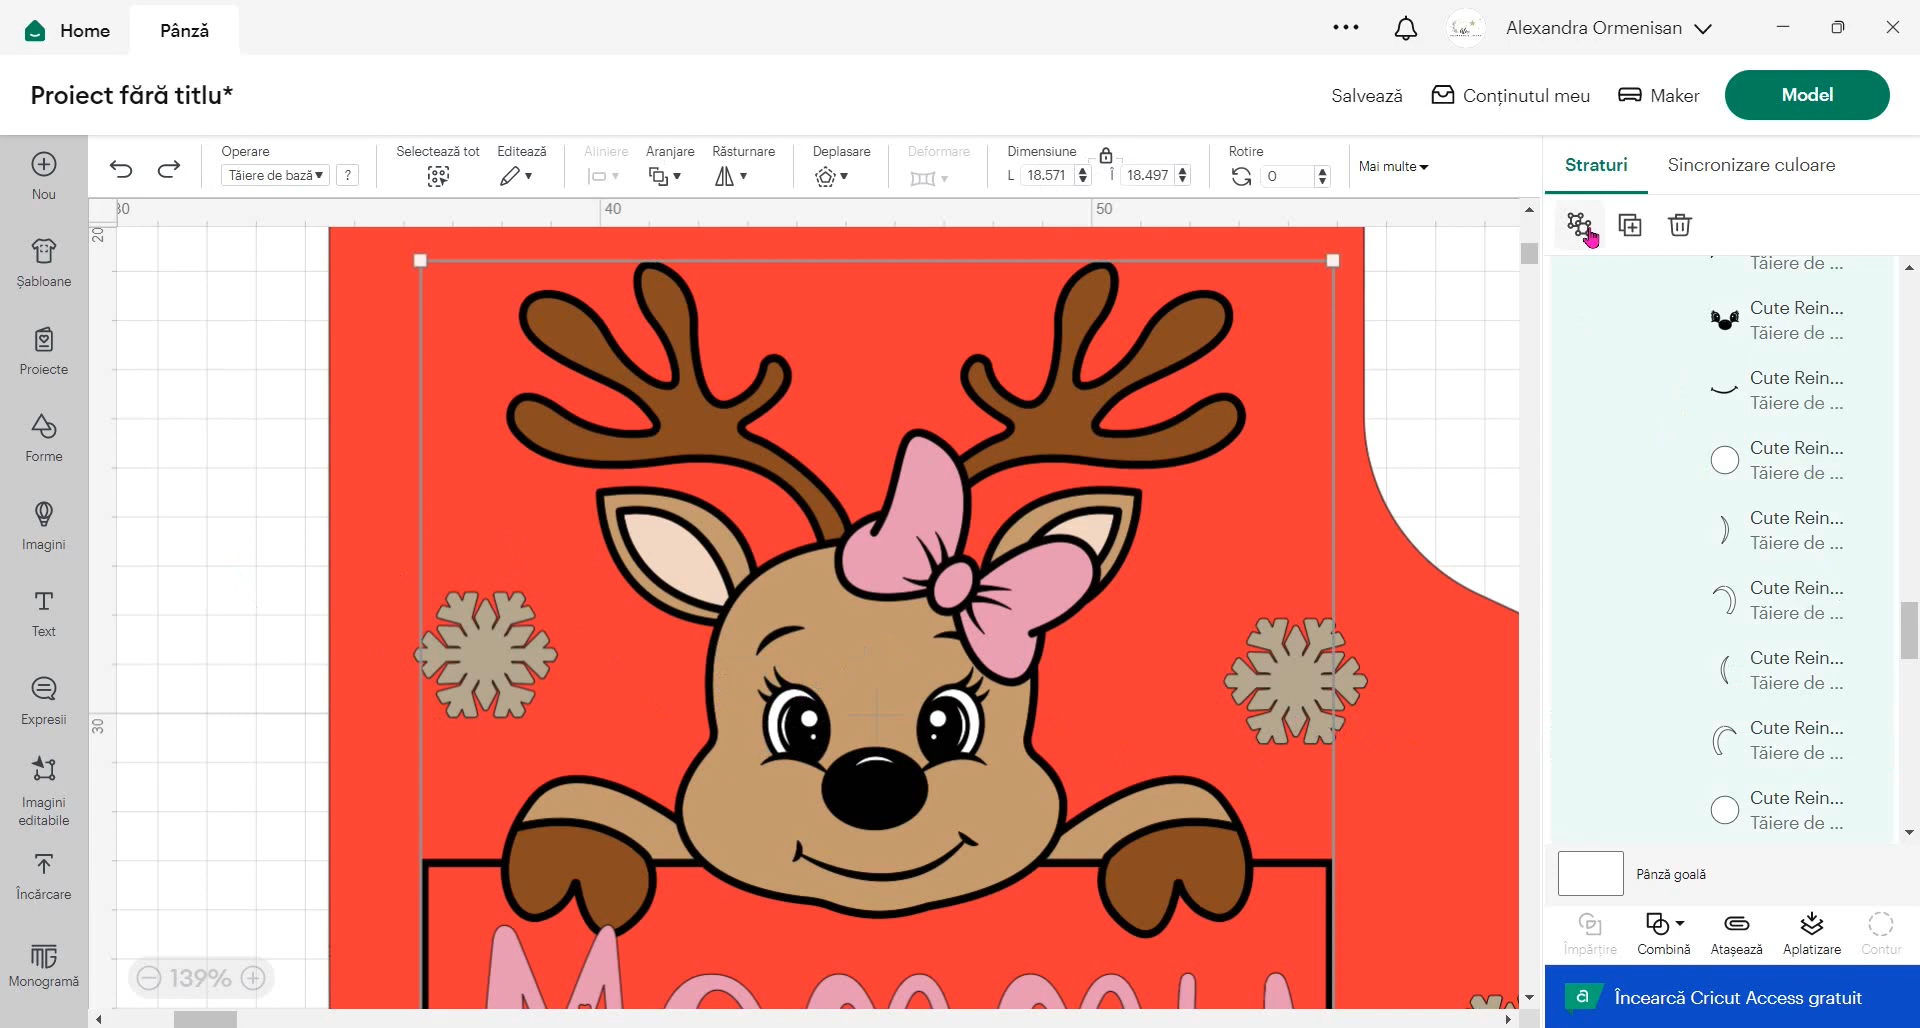 Home
Pânză
Alexandra Ormenisan
Proiect fără titlu*
Salvează
Conținutul meu
Maker
Model
Nou
Șabloane
Proiecte
Forme
Imagini
Text
Expresii
Imagini
editabile
Încărcare
Monogramă
Operare
Tăiere de bază
?
Selectează tot
Editează
Aliniere
Aranjare
Răsturnare
Deplasare
Deformare
Dimensiune
L 18.571
Î 18.497
Rotire
0
Mai multe
30
40
50
20
30
139%
Straturi
Sincronizare culoare
Tăiere de ...
Cute Rein...
Tăiere de ...
Cute Rein...
Tăiere de ...
Cute Rein...
Tăiere de ...
Cute Rein...
Tăiere de ...
Cute Rein...
Tăiere de ...
Cute Rein...
Tăiere de ...
Cute Rein...
Tăiere de ...
Cute Rein...
Tăiere de ...
Pânză goală
Împărțire
Combină
Atașează
Aplatizare
Contur
a
Încearcă Cricut Access gratuit